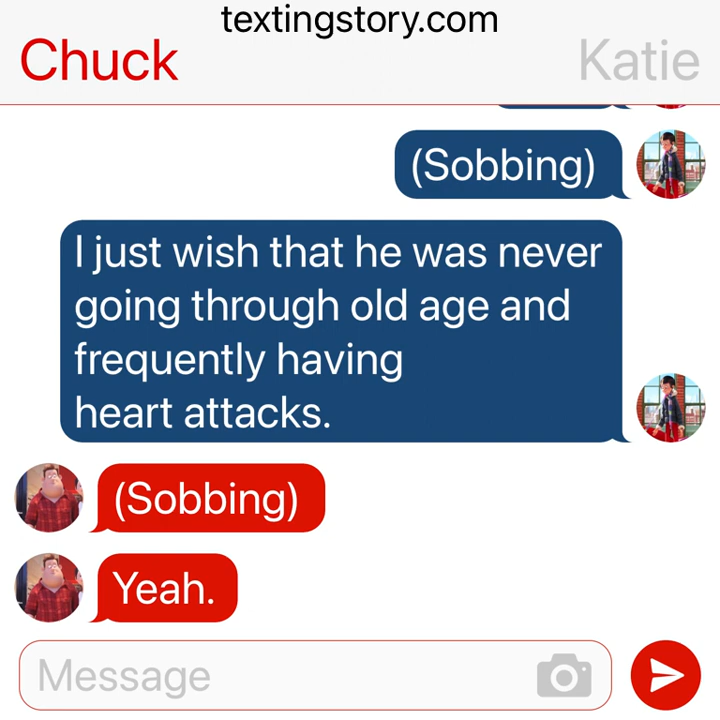 textingstory.com
Chuck
Katie
(Sobbing)
I just wish that he was never
going through old age and
frequently having
heart attacks.
(Sobbing)
Yeah.
Message